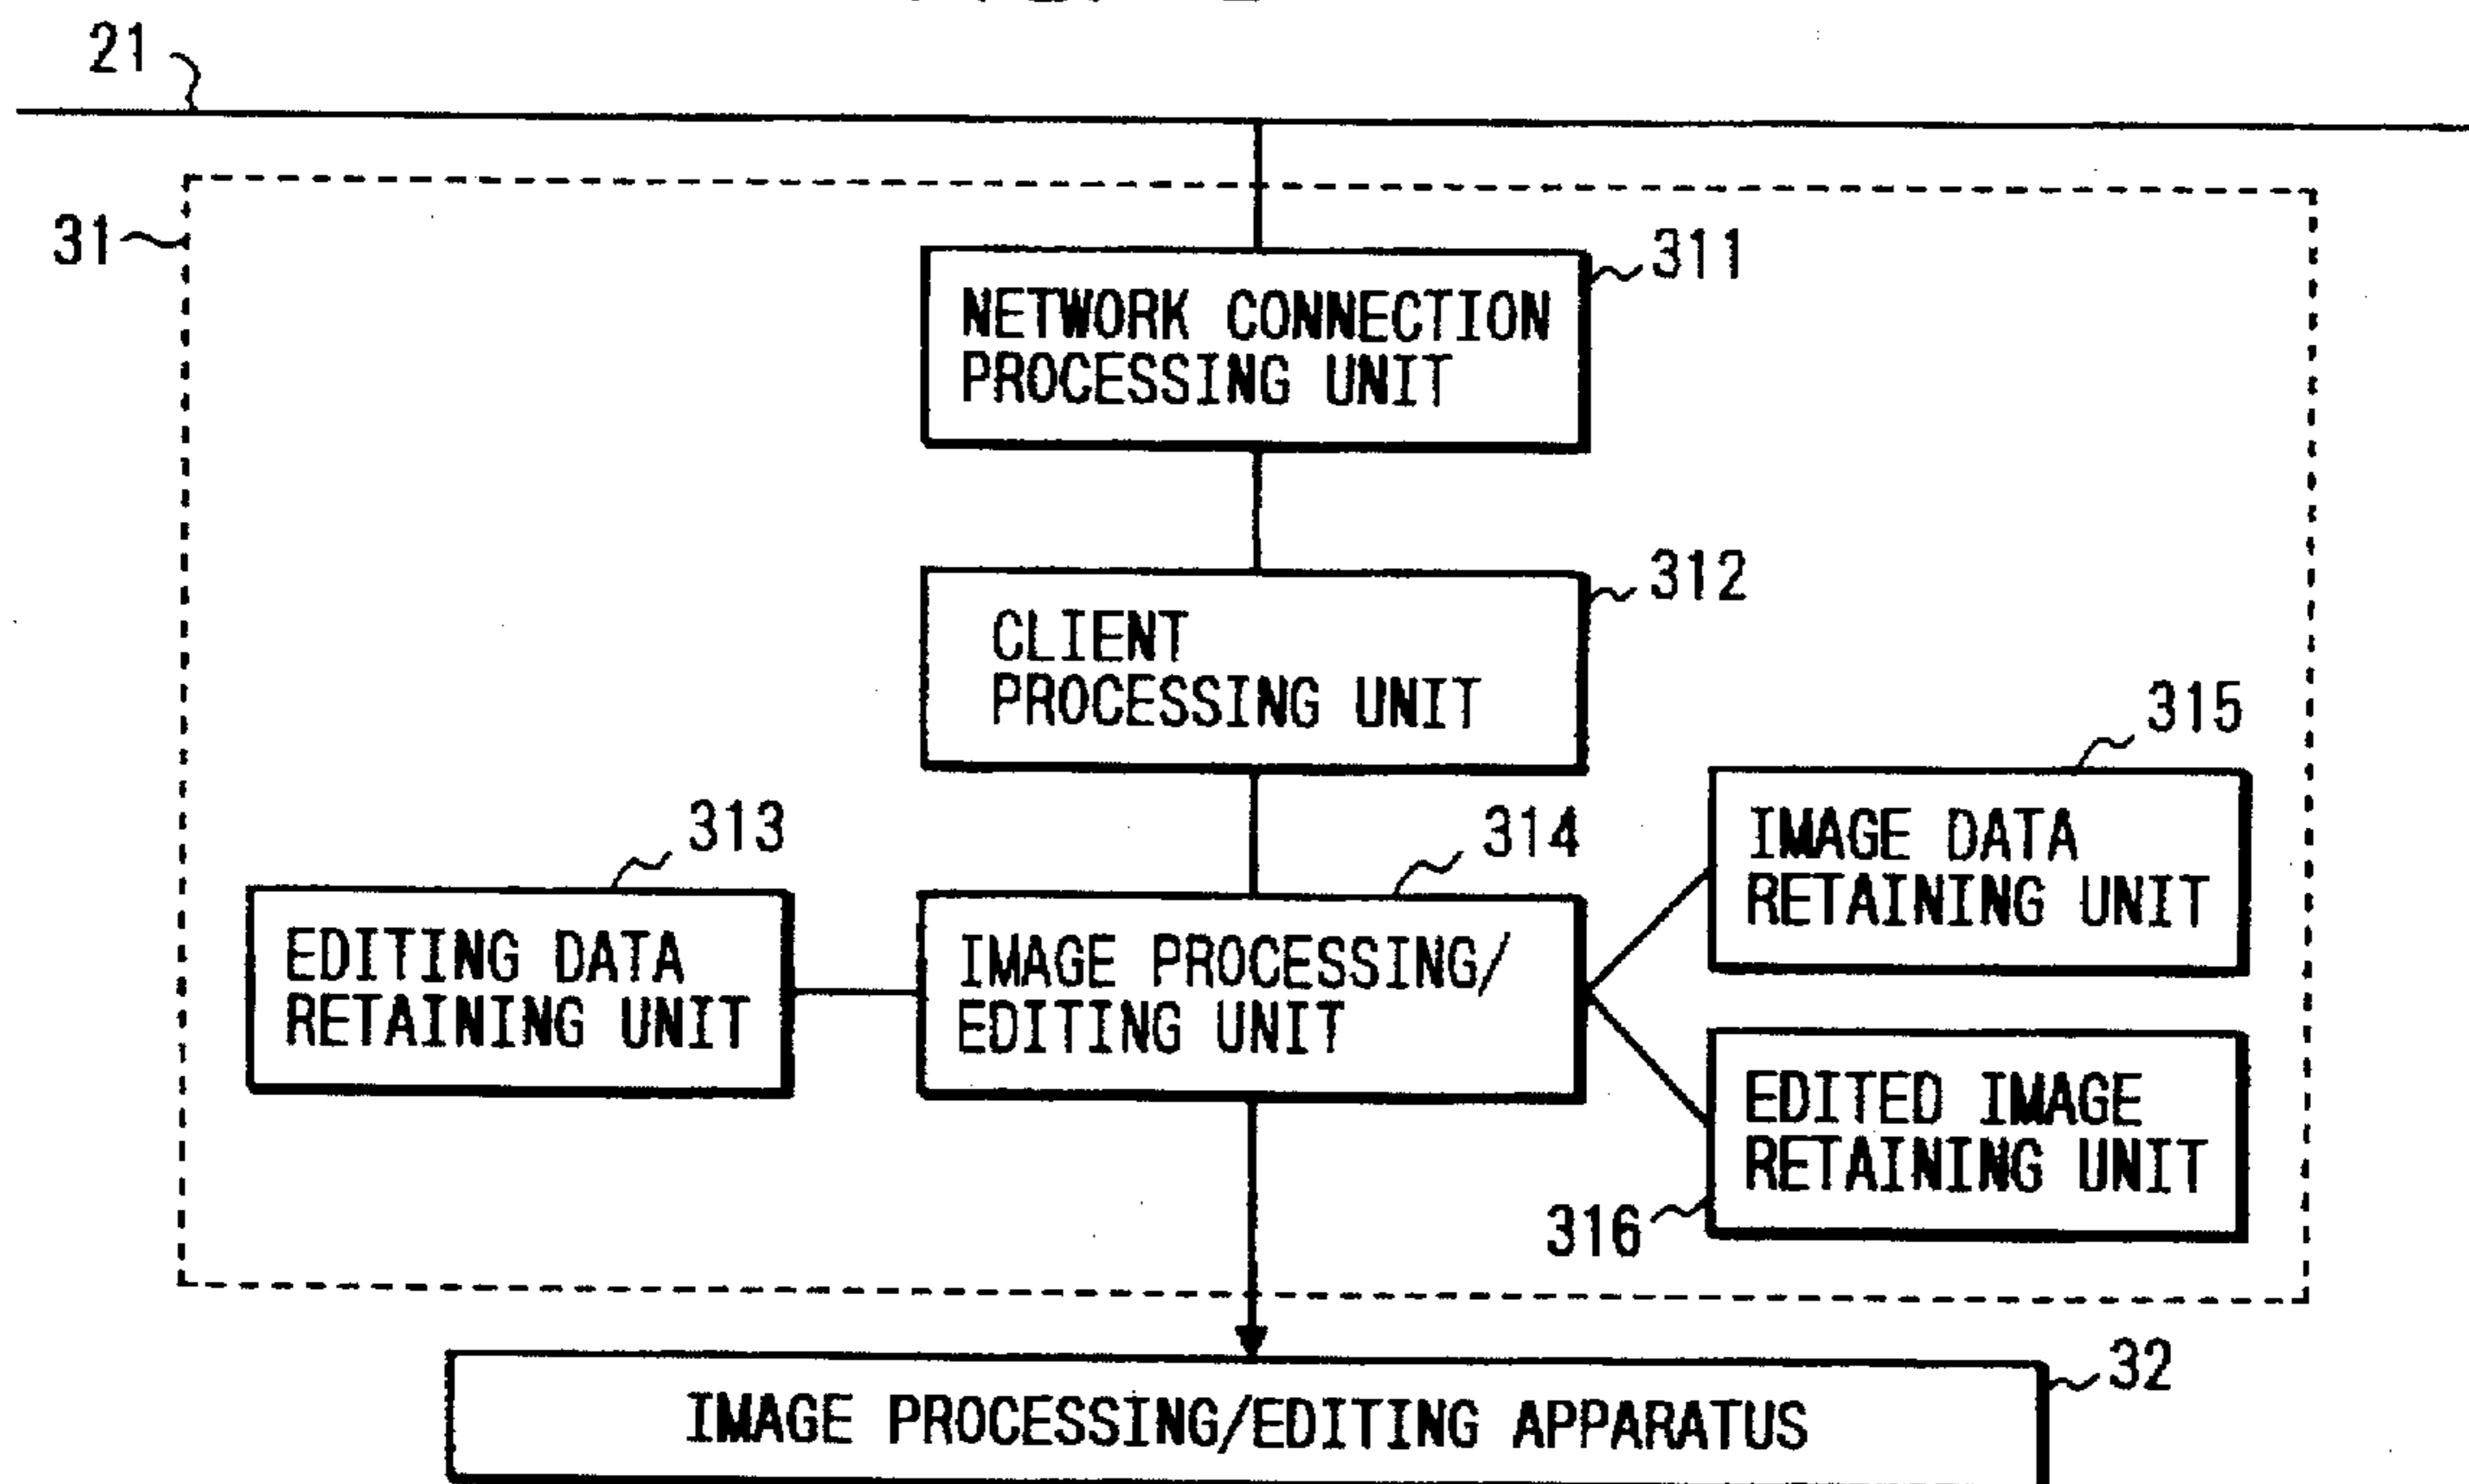 21
31
311
NETWORK CONNECTION
PROCESSING UNIT
312
CLIENT
PROCESSING UNIT
315
IMAGE DATA
RETAINING UNIT
313
314
EDITING DATA
RETAINING UNIT
IMAGE PROCESSING/
EDITING UNIT
EDITED IMAGE
RETAINING UNIT
316
32
IMAGE PROCESSING/EDITING APPARATUS